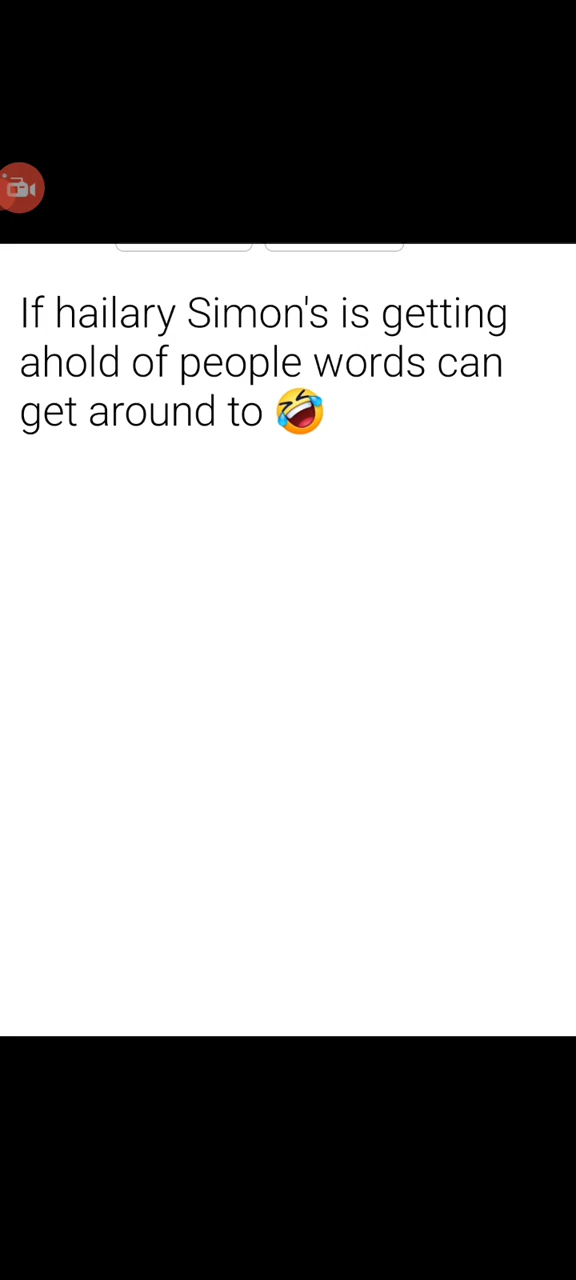 If hailary Simon's is getting
ahold of people words can
get around to 🤣